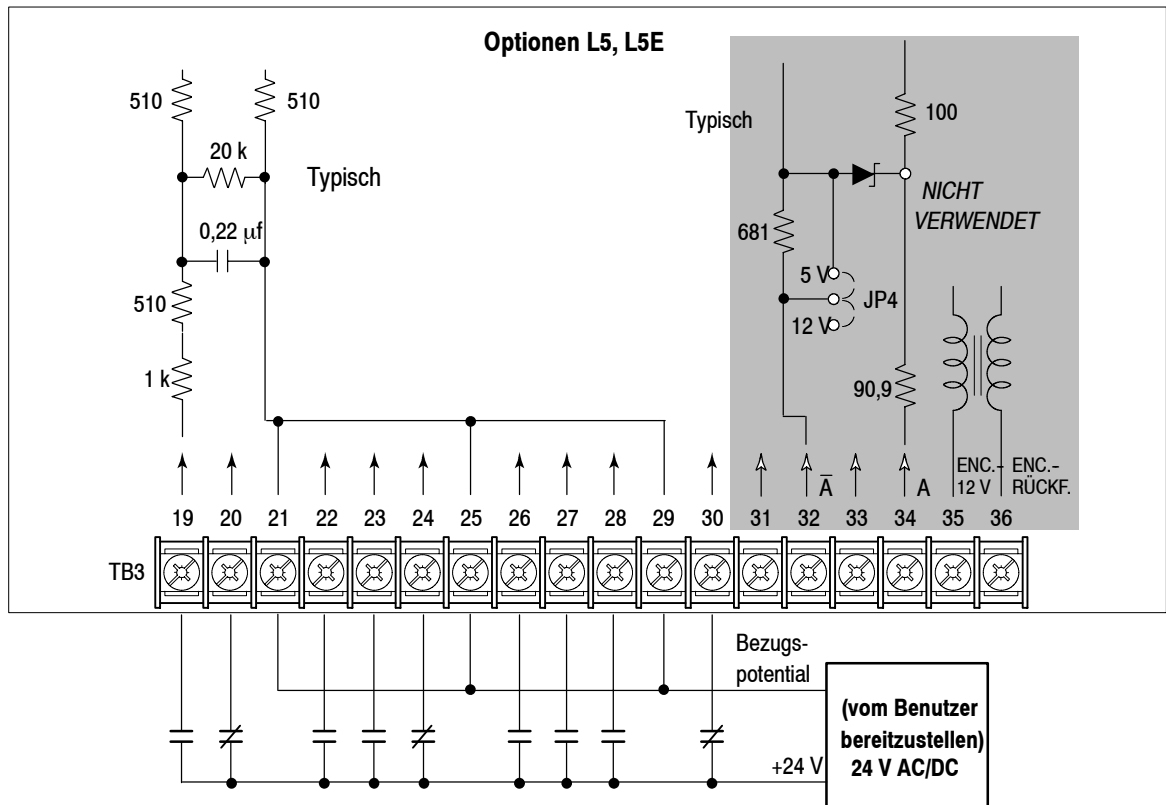 Optionen L5, L5E
510
510
20 k
Typisch
0,22 µf
510
1 k
Typisch
100
NICHT
VERWENDET
681
5 V
JP4
12 V
90,9
A̅
A
ENC.-
12 V
ENC.-
RÜCKF.
19 20 21 22 23 24 25 26 27 28 29 30 31 32 33 34 35 36
TB3
Bezugs-
potential
+24 V
(vom Benutzer
bereitzustellen)
24 V AC/DC